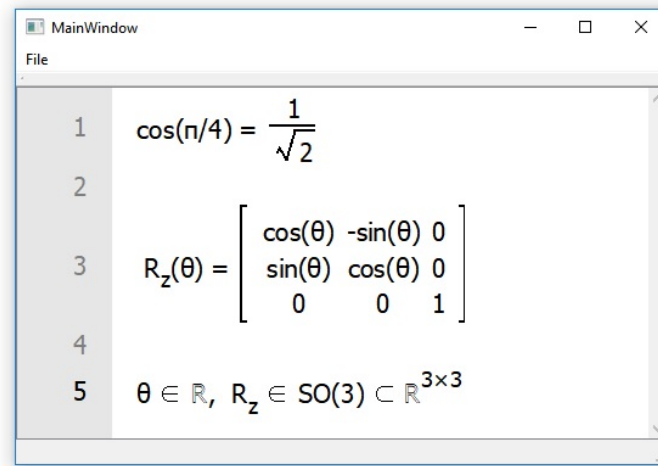 MainWindow
File
1 cos(π/4) = 1/√2
2
3 R_z(θ) = [ cos(θ) -sin(θ) 0
sin(θ) cos(θ) 0
0 0 1 ]
4
5 θ ∈ ℝ, R_z ∈ SO(3) ⊂ ℝ^3×3